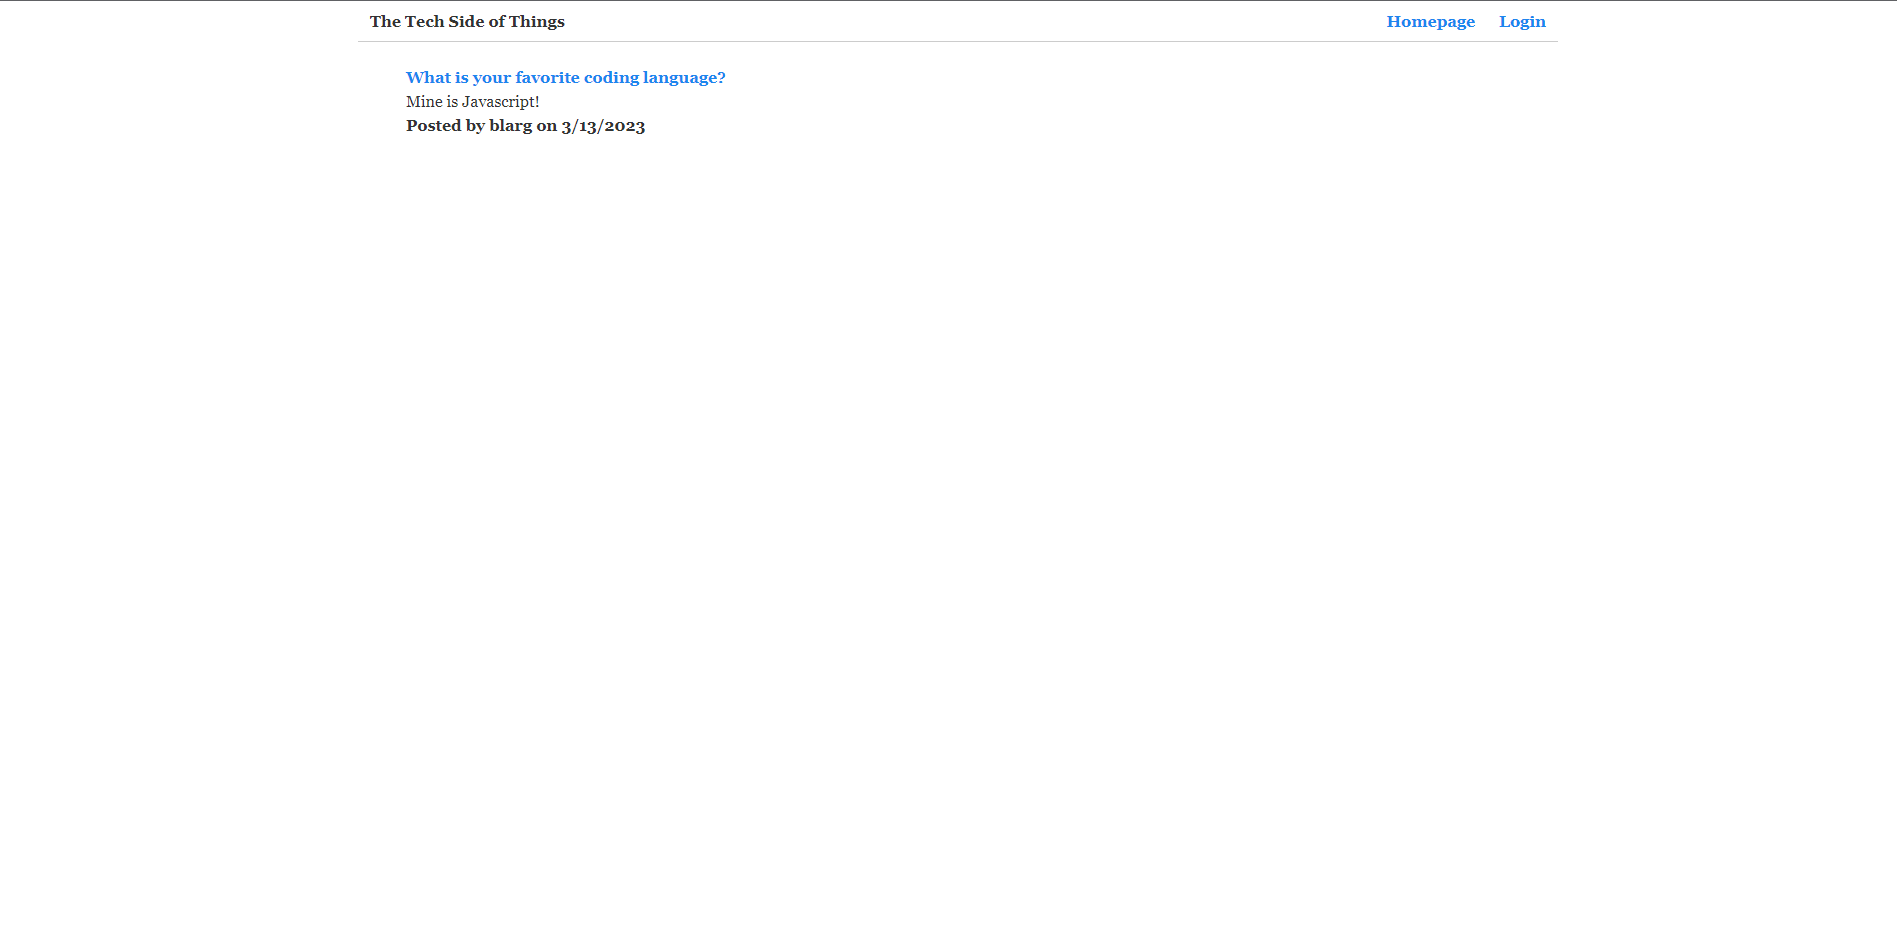 The Tech Side of Things
Homepage Login
What is your favorite coding language?
Mine is Javascript!
Posted by blarg on 3/13/2023